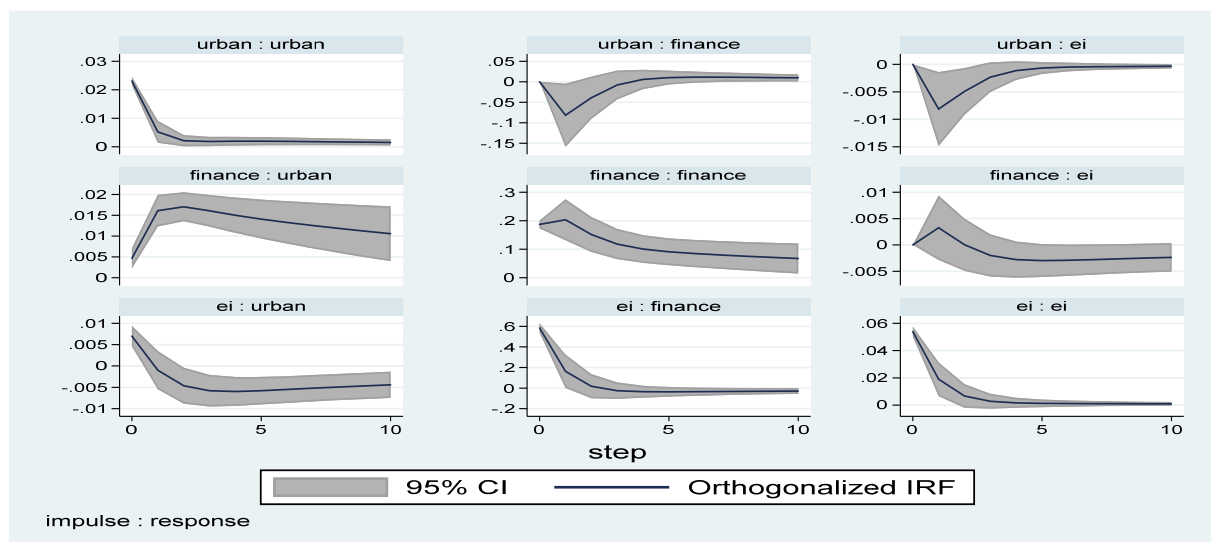 urban : urban
.03
.02
.01
0
urban : finance
.05
0
-.05
-.1
-.15
urban : ei
0
-.005
-.01
-.015
finance : urban
.02
.015
.01
.005
0
finance : finance
.3
.2
.1
0
finance : ei
.01
.005
0
-.005
ei : urban
.01
.005
0
-.005
-.01
0 5 10
ei : finance
.6
.4
.2
0
-.2
0 5 10
ei : ei
.06
.04
.02
0
0 5 10
step
95% CI Orthogonalized IRF
impulse : response